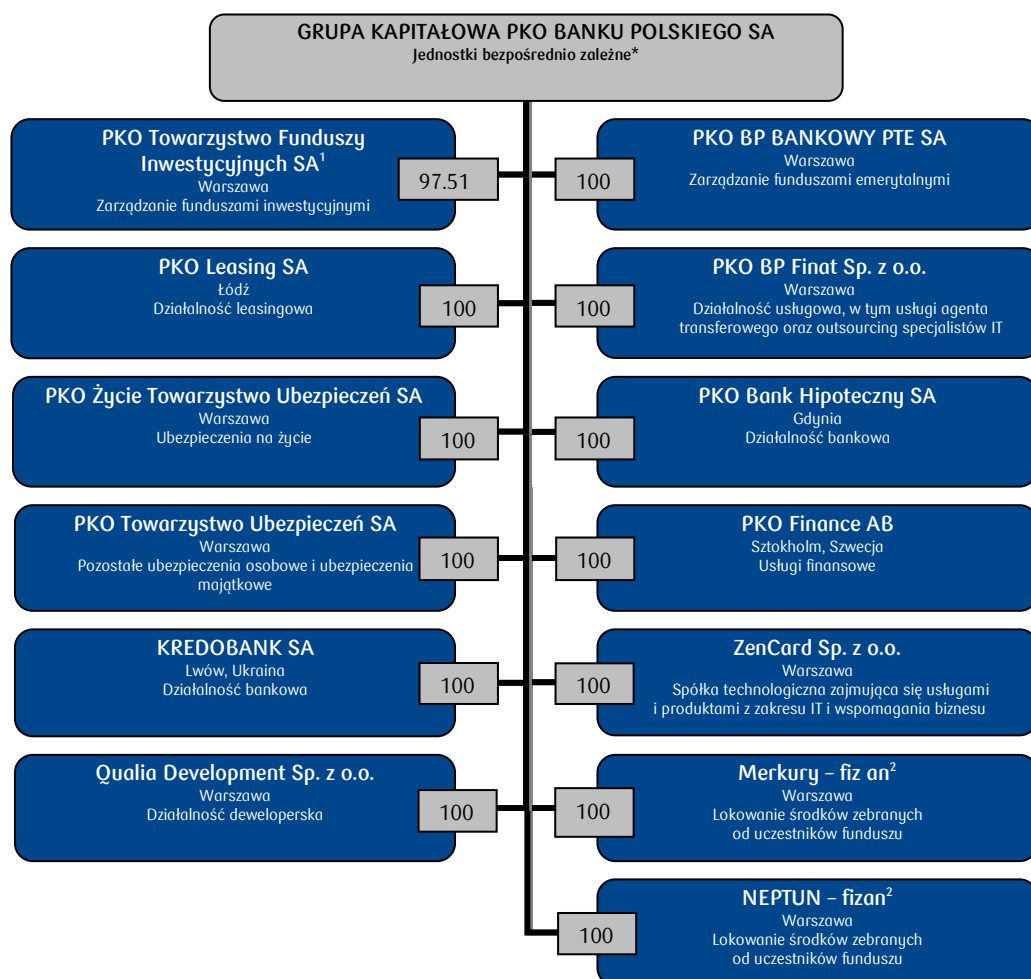 GRUPA KAPITAŁOWA PKO BANKU POLSKIEGO SA
Jednostki bezpośrednio zależne*
PKO Towarzystwo Funduszy
Inwestycyjnych SA¹
Warszawa
Zarządzanie funduszami inwestycyjnymi
97.51
PKO BP BANKOWY PTE SA
Warszawa
Zarządzanie funduszami emerytalnymi
100
PKO Leasing SA
Łódź
Działalność leasingowa
100
PKO BP Finat Sp. z o.o.
Warszawa
Działalność usługowa, w tym usługi agenta
transferowego oraz outsourcing specjalistów IT
100
PKO Życie Towarzystwo Ubezpieczeń SA
Warszawa
Ubezpieczenia na życie
100
PKO Bank Hipoteczny SA
Gdynia
Działalność bankowa
100
PKO Towarzystwo Ubezpieczeń SA
Warszawa
Pozostałe ubezpieczenia osobowe i ubezpieczenia
majątkowe
100
PKO Finance AB
Sztokholm, Szwecja
Usługi finansowe
100
KREDOBANK SA
Lwów, Ukraina
Działalność bankowa
100
ZenCard Sp. z o.o.
Warszawa
Spółka technologiczna zajmująca się usługami
i produktami z zakresu IT i wspomagania biznesu
100
Qualia Development Sp. z o.o.
Warszawa
Działalność deweloperska
100
Merkury – fiz an²
Warszawa
Lokowanie środków zebranych
od uczestników funduszu
100
NEPTUN – fizan²
Warszawa
Lokowanie środków zebranych
od uczestników funduszu
100